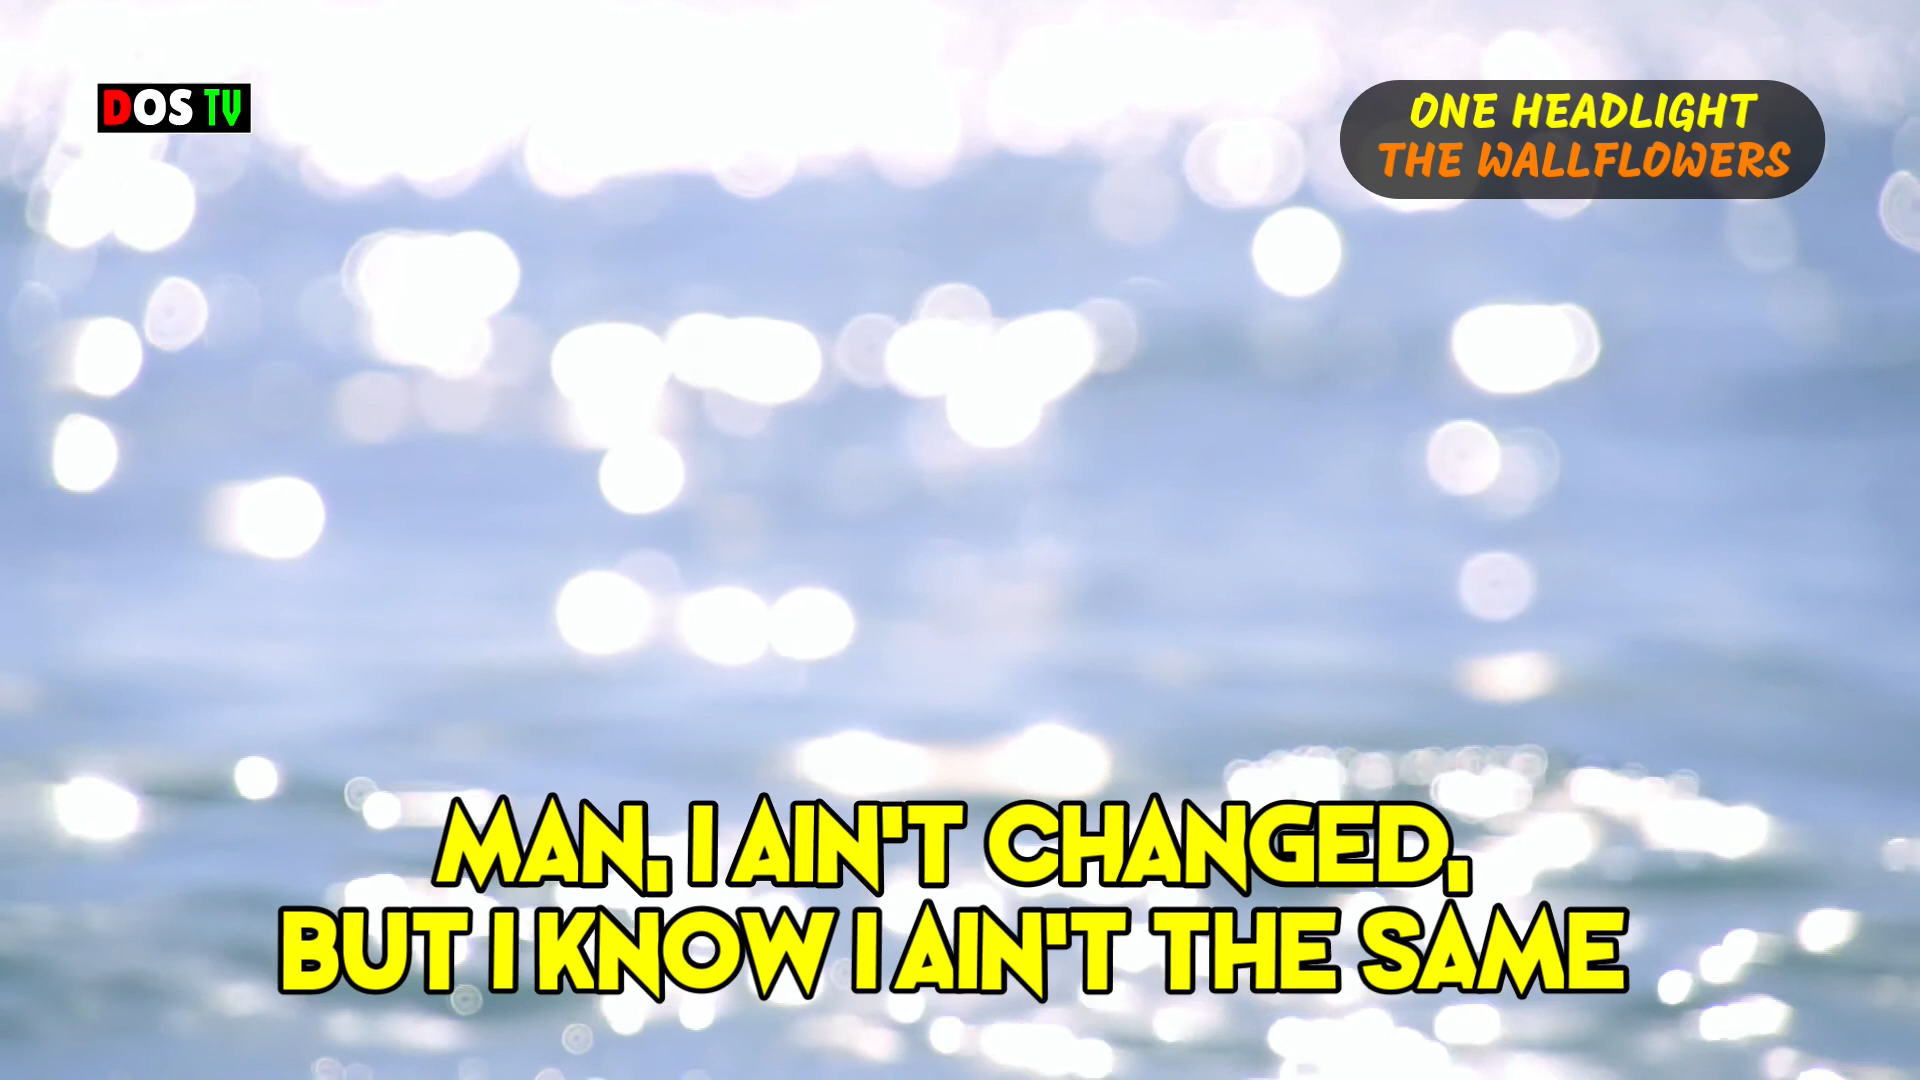 DOS TV
ONE HEADLIGHT
THE WALLFLOWERS
MAN, I AIN'T CHANGED,
BUT I KNOW I AIN'T THE SAME